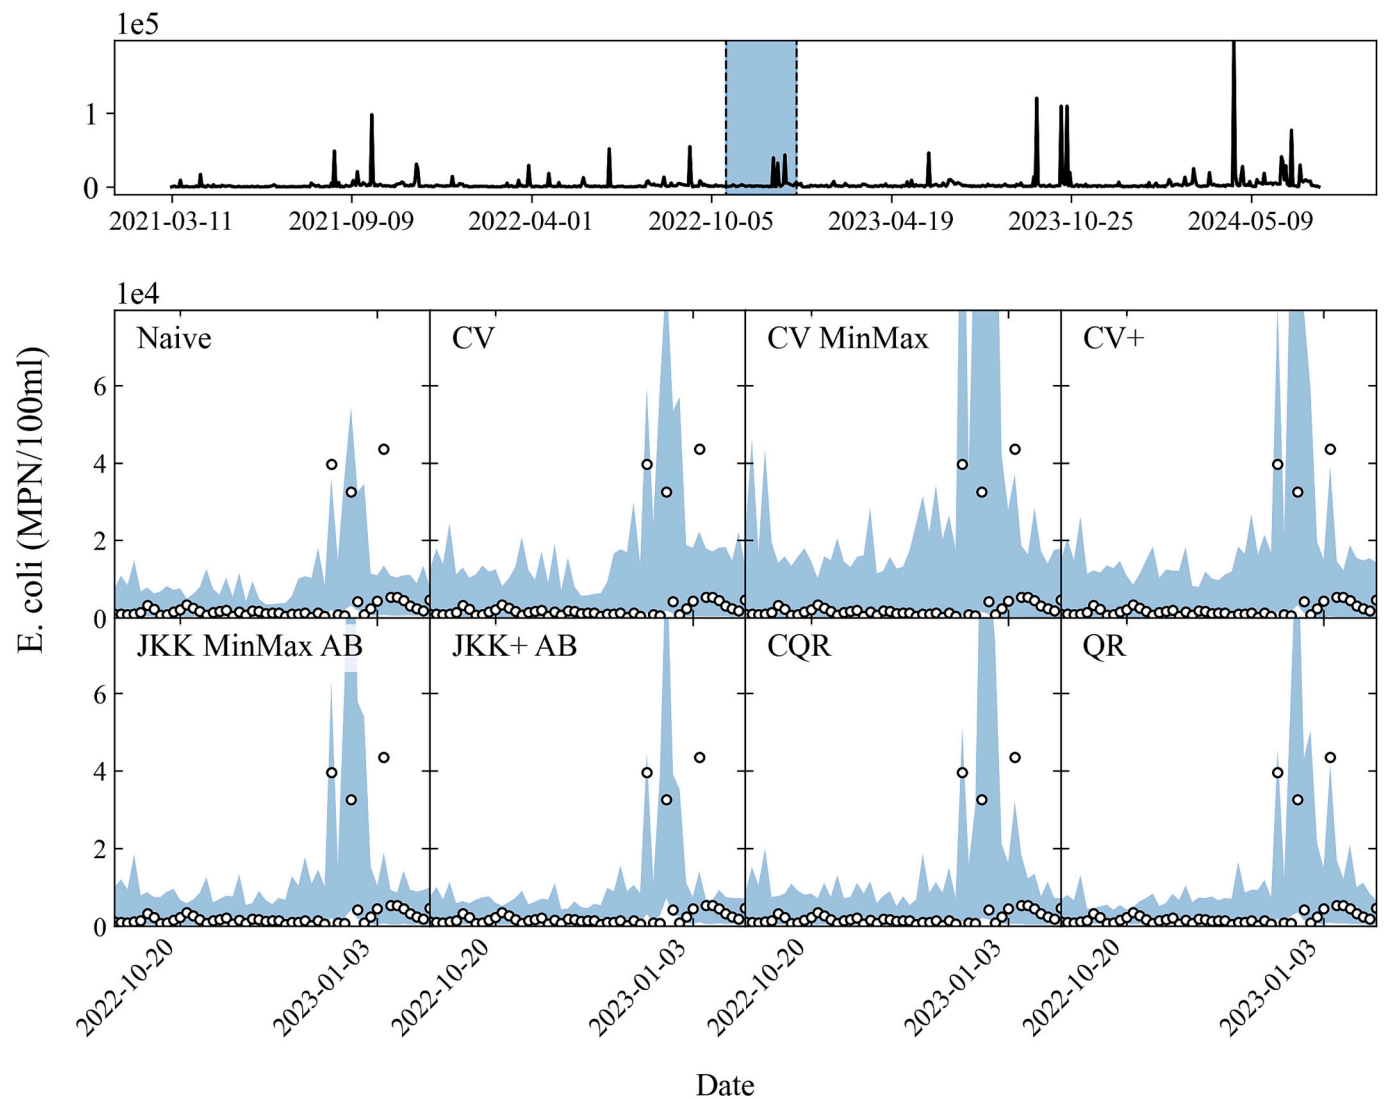 1e5
1
0
2021-03-11 2021-09-09 2022-04-01 2022-10-05 2023-04-19 2023-10-25 2024-05-09
1e4
E. coli (MPN/100ml)
Naive CV CV MinMax CV+
6
4
2
0
JKK MinMax AB JKK+ AB CQR QR
6
4
2
0
2022-10-20 2023-01-03 2022-10-20 2023-01-03 2022-10-20 2023-01-03 2022-10-20 2023-01-03
Date